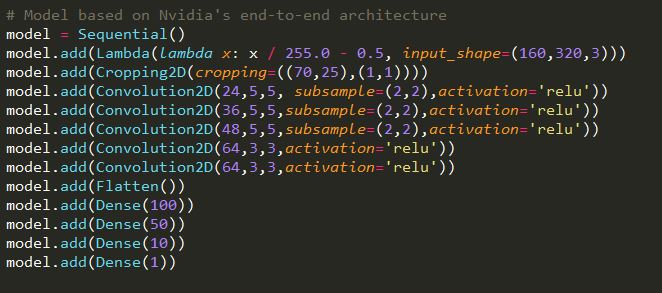 # Model based on Nvidia's end-to-end architecture
model = Sequential()
model.add(Lambda(lambda x: x / 255.0 - 0.5, input_shape=(160,320,3)))
model.add(Cropping2D(cropping=((70,25),(1,1))))
model.add(Convolution2D(24,5,5, subsample=(2,2),activation='relu'))
model.add(Convolution2D(36,5,5,subsample=(2,2),activation='relu'))
model.add(Convolution2D(48,5,5,subsample=(2,2),activation='relu'))
model.add(Convolution2D(64,3,3,activation='relu'))
model.add(Convolution2D(64,3,3,activation='relu'))
model.add(Flatten())
model.add(Dense(100))
model.add(Dense(50))
model.add(Dense(10))
model.add(Dense(1))